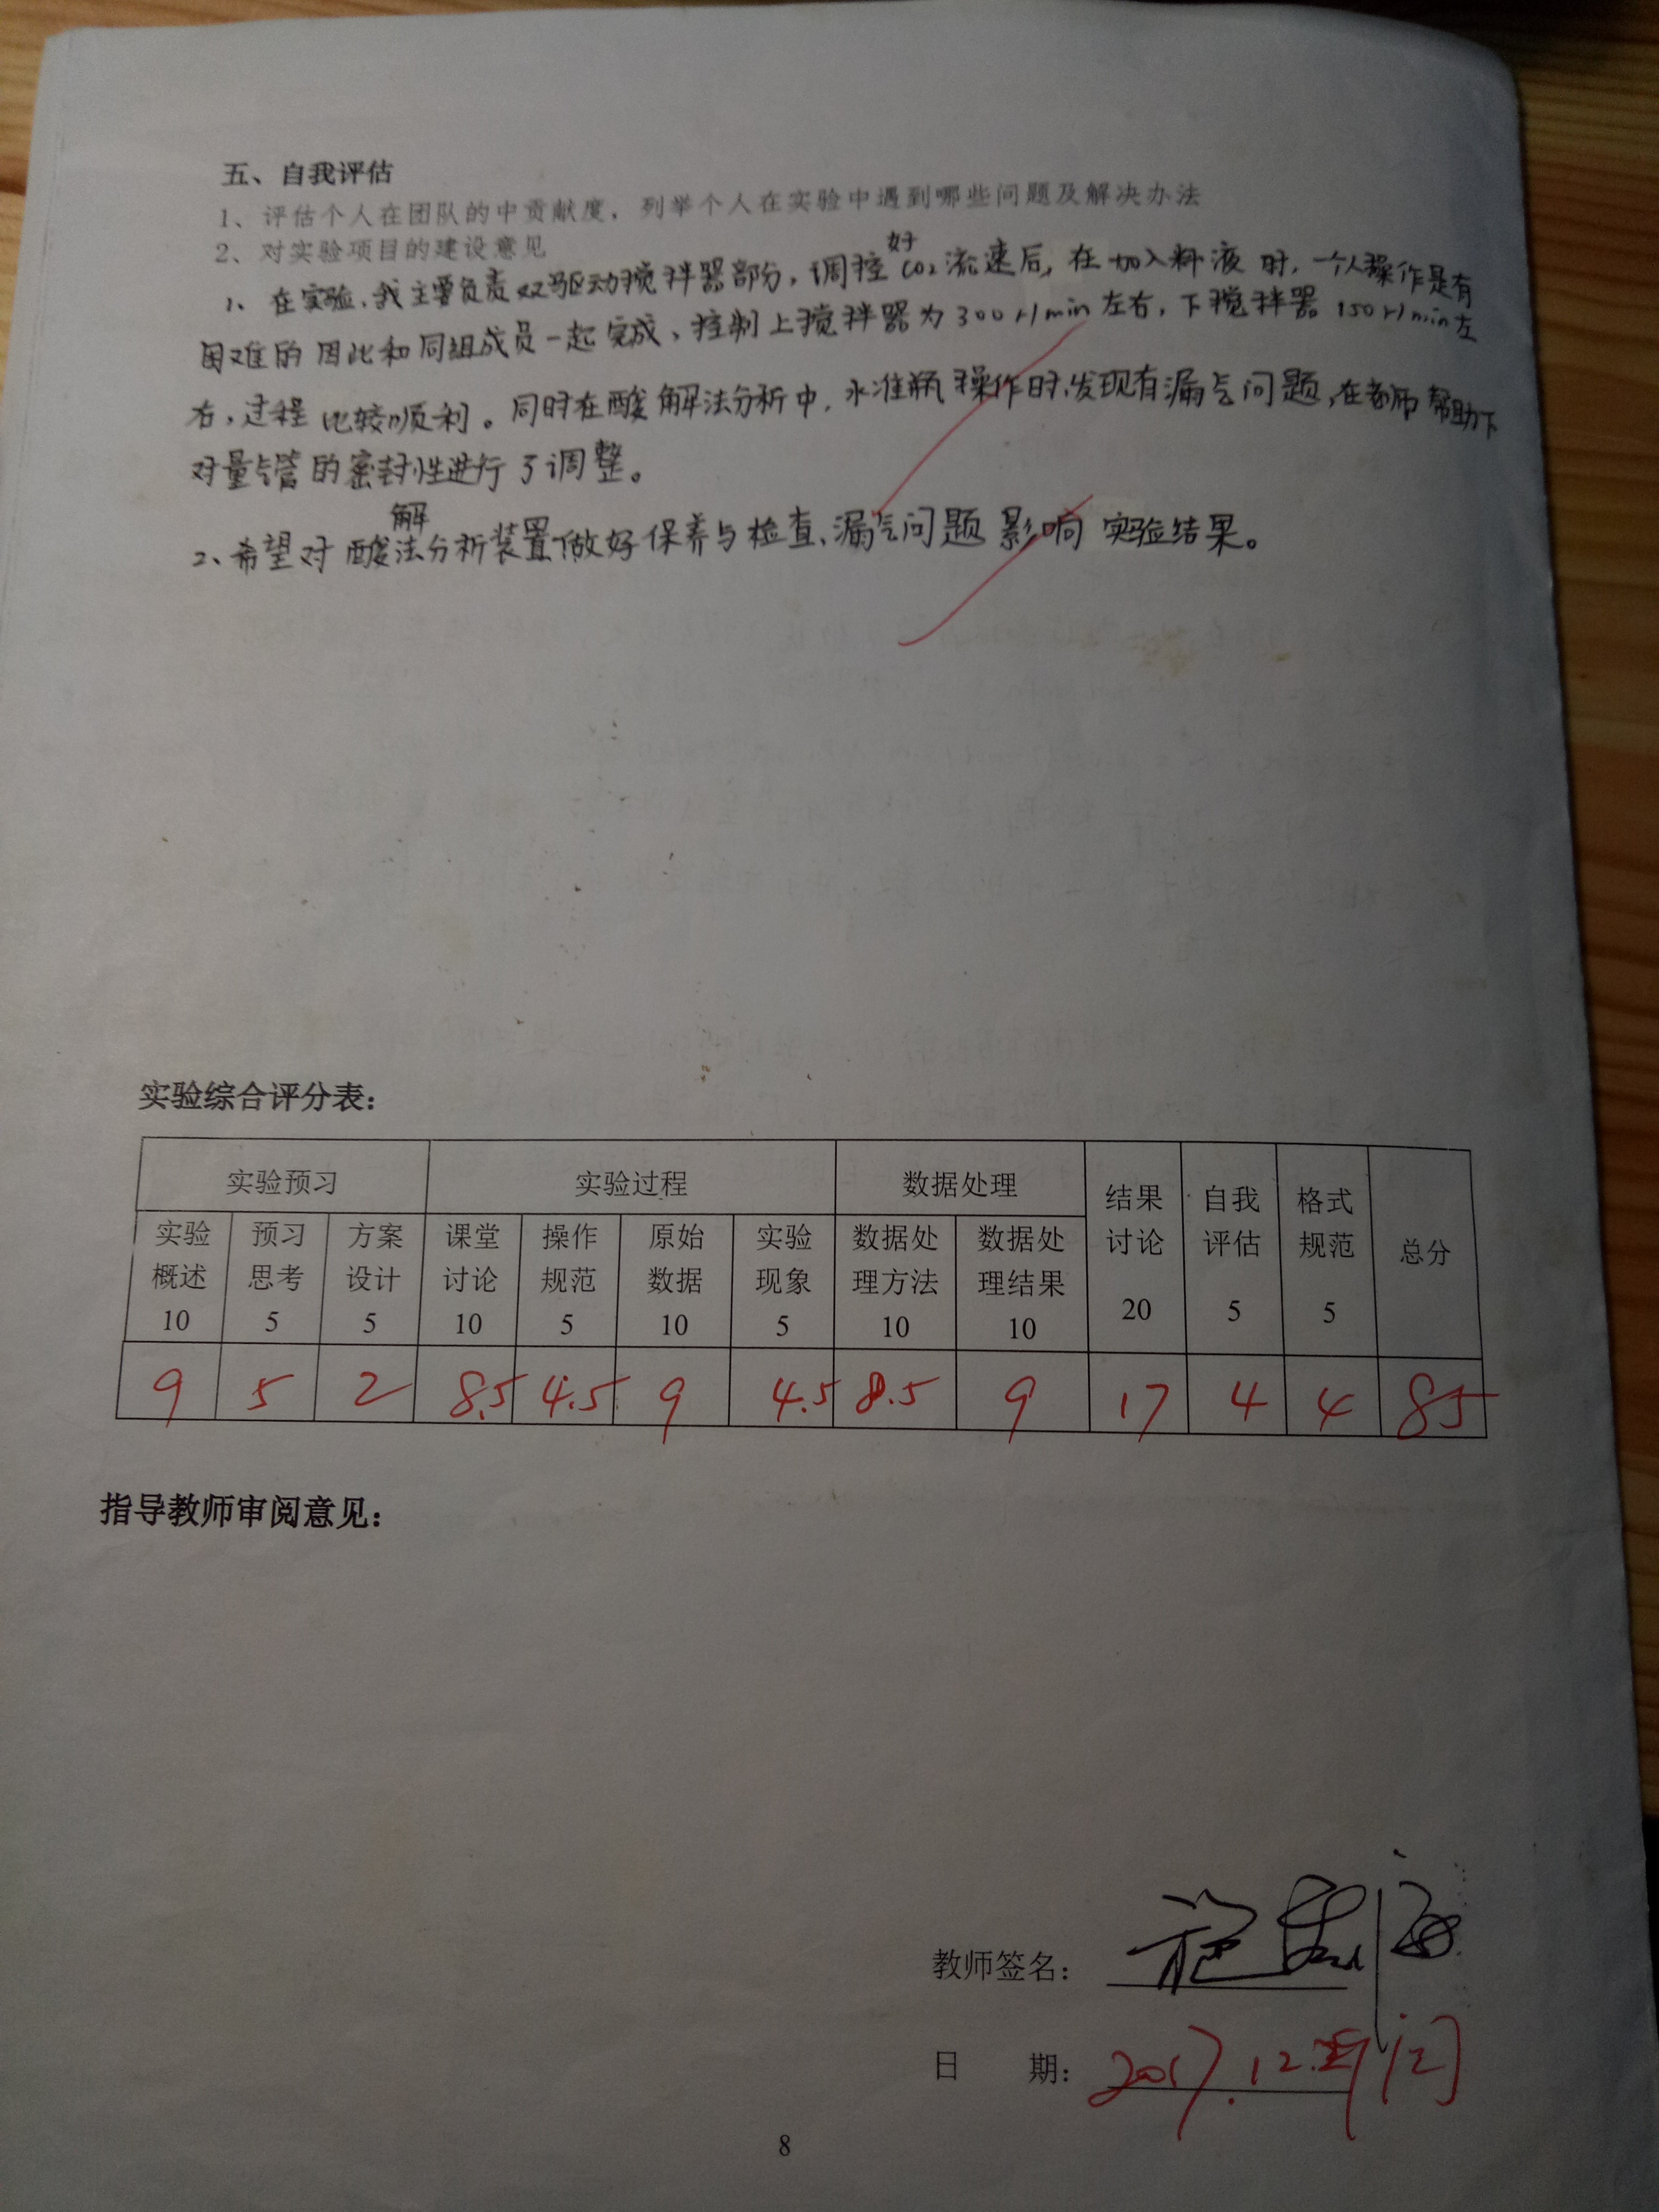 五、自我评估
1、评估个人在团队的中贡献度，列举个人在实验中遇到哪些问题及解决办法
2、对实验项目的建设意见
1、在实验，我主要负责双驱动搅拌器部分，调控好CO2流速后，在加入料液时，一个人操作是有
困难的因此和同组成员一起完成、控制上搅拌器为300r/min左右，下搅拌器150r/min左
右，过程比较顺利。同时在酸解法分析中，水准瓶操作时，发现有漏气问题，在老师帮助下
对量气管的密封性进行了调整。
2、希望对酸解法分析装置做好保养与检查、漏气问题影响实验结果。
实验综合评分表：
实验预习 实验过程 数据处理 结果讨论 20 自我评估 5 格式规范 5 总分
实验概述 10 预习思考 5 方案设计 5 课堂讨论 10 操作规范 5 原始数据 10 实验现象 5 数据处理方法 10 数据处理结果 10
9 5 2 8.5 4.5 9 4.5 8.5 9 17 4 4 85
指导教师审阅意见：
教师签名：
日 期： 2017.12.
8